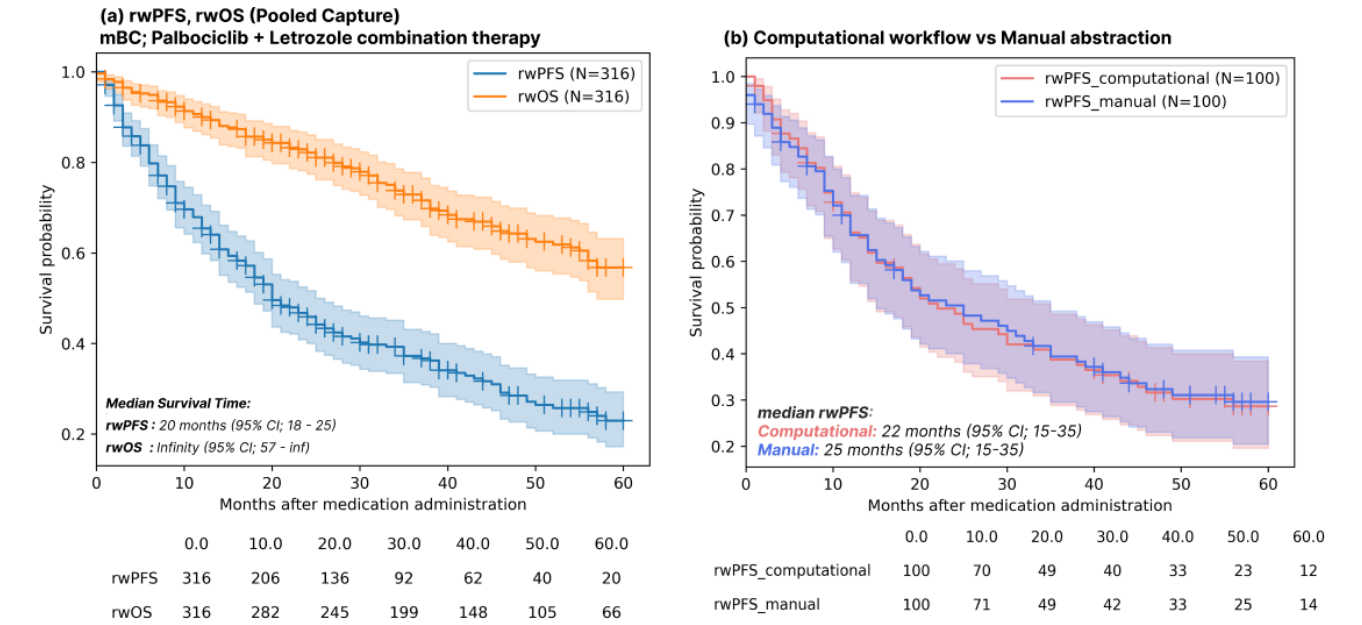 (a) rwPFS, rwOS (Pooled Capture)
mBC; Palbociclib + Letrozole combination therapy
1.0
0.8
0.6
0.4
0.2
Survival probability
rwPFS (N=316)
rwOS (N=316)
Median Survival Time:
rwPFS : 20 months (95% CI; 18 - 25)
rwOS : Infinity (95% CI; 57 - inf)
0 10 20 30 40 50 60
Months after medication administration
0.0 10.0 20.0 30.0 40.0 50.0 60.0
rwPFS 316 206 136 92 62 40 20
rwOS 316 282 245 199 148 105 66
(b) Computational workflow vs Manual abstraction
1.0
0.9
0.8
0.7
0.6
0.5
0.4
0.3
0.2
Survival probability
rwPFS_computational (N=100)
rwPFS_manual (N=100)
median rwPFS:
Computational: 22 months (95% CI; 15-35)
Manual: 25 months (95% CI; 15-35)
0 10 20 30 40 50 60
Months after medication administration
0.0 10.0 20.0 30.0 40.0 50.0 60.0
rwPFS_computational 100 70 49 40 33 23 12
rwPFS_manual 100 71 49 42 33 25 14